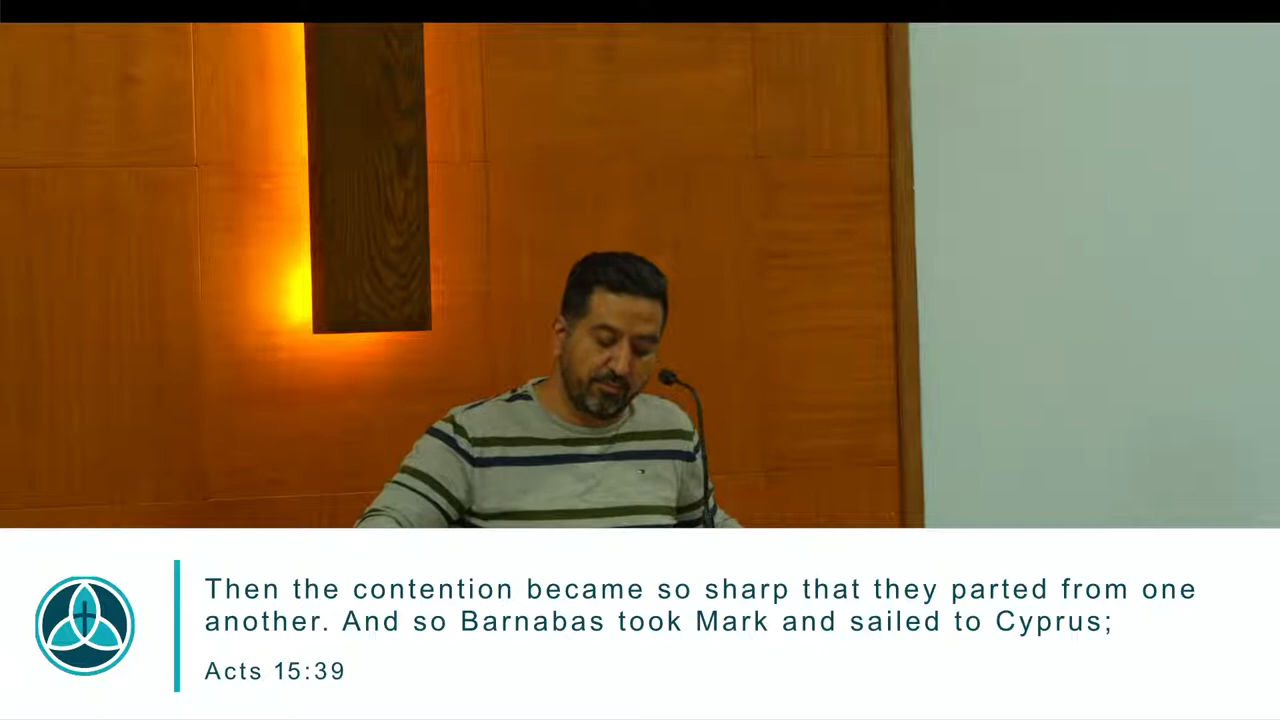 Then the contention became so sharp that they parted from one
another. And so Barnabas took Mark and sailed to Cyprus;
Acts 15:39